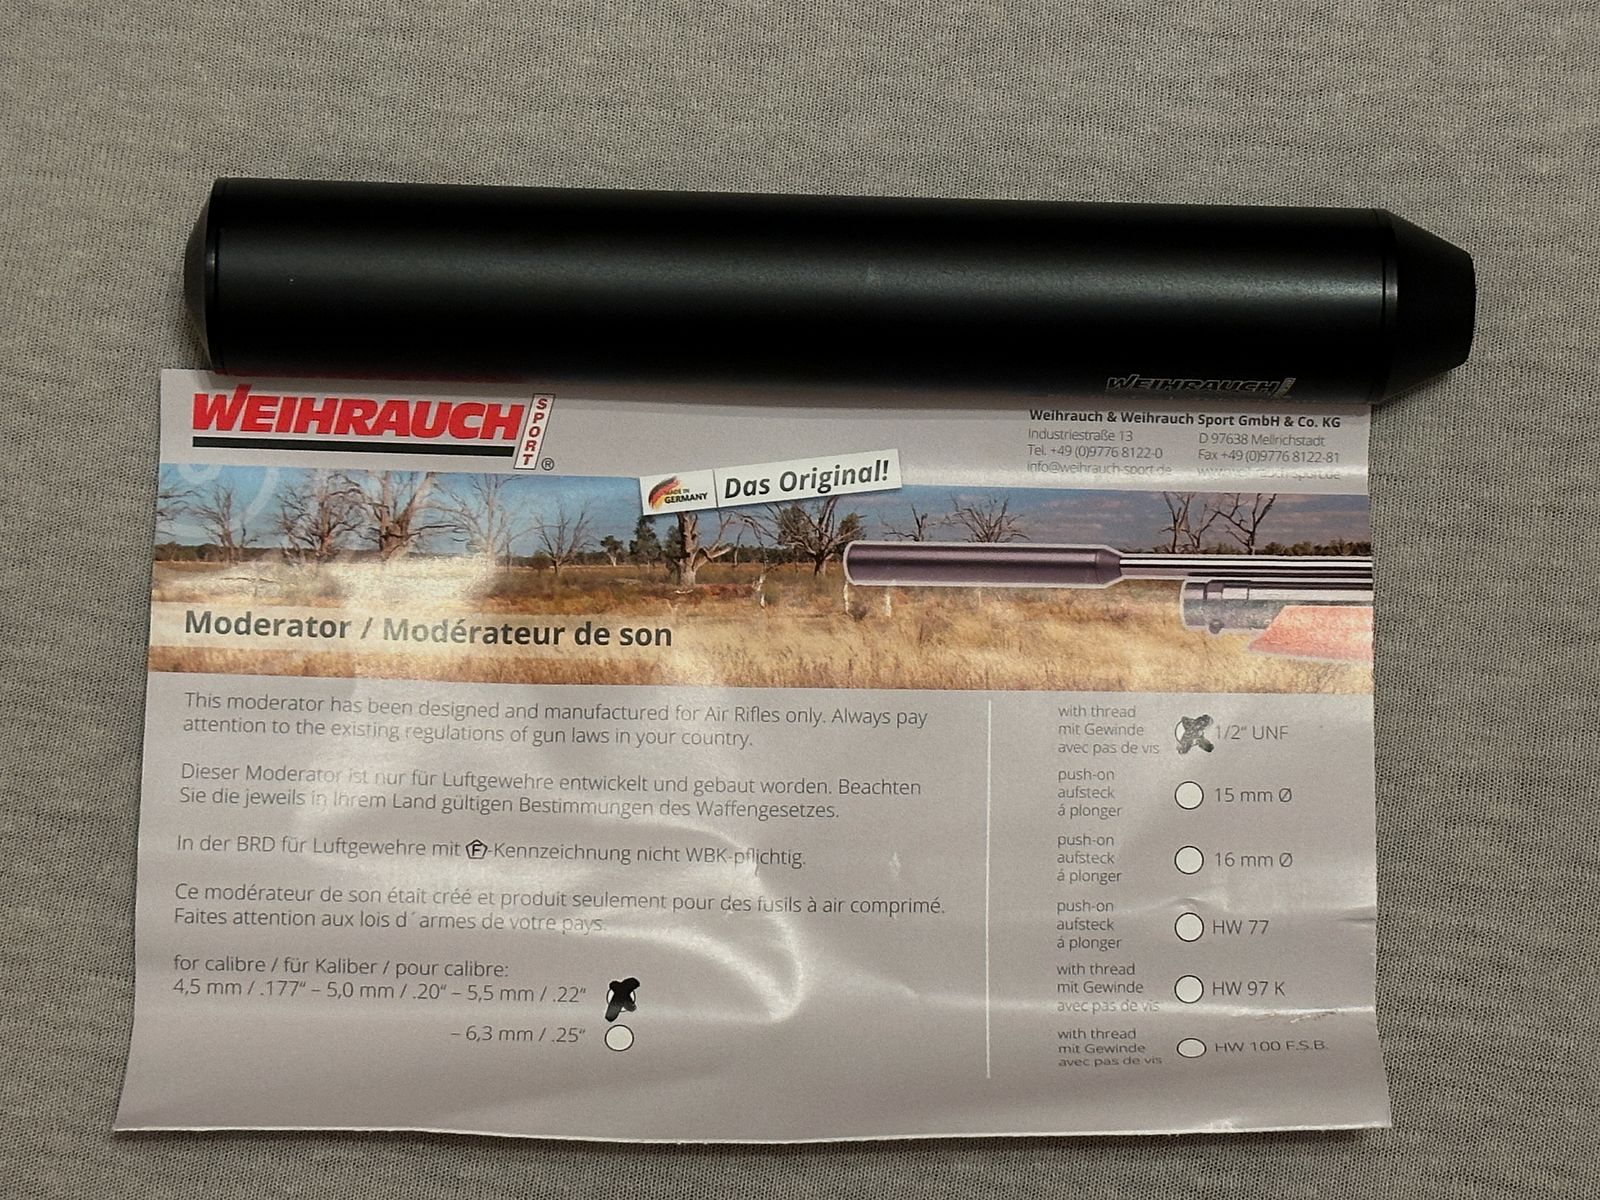 WEIHRAUCH
WEIHRAUCH SPORT ®
Weihrauch & Weihrauch Sport GmbH & Co. KG
Industriestraße 13 D 97638 Mellrichstadt
Tel. +49 (0)9776 8122-0 Fax +49 (0)9776 8122-81
info@weihrauch-sport.de www.weihrauch-sport.de
MADE IN GERMANY Das Original!
Moderator / Modérateur de son
This moderator has been designed and manufactured for Air Rifles only. Always pay
attention to the existing regulations of gun laws in your country.
Dieser Moderator ist nur für Luftgewehre entwickelt und gebaut worden. Beachten
Sie die jeweils in Ihrem Land gültigen Bestimmungen des Waffengesetzes.
In der BRD für Luftgewehre mit F-Kennzeichnung nicht WBK-pflichtig.
Ce modérateur de son était créé et produit seulement pour des fusils à air comprimé.
Faites attention aux lois d´armes de votre pays.
for calibre / für Kaliber / pour calibre:
4,5 mm / .177“ – 5,0 mm / .20“ – 5,5 mm / .22“
– 6,3 mm / .25“
with thread
mit Gewinde 1/2“ UNF
avec pas de vis
push-on
aufsteck 15 mm Ø
á plonger
push-on
aufsteck 16 mm Ø
á plonger
push-on
aufsteck HW 77
á plonger
with thread
mit Gewinde HW 97 K
avec pas de vis
with thread
mit Gewinde HW 100 F.S.B.
avec pas de vis